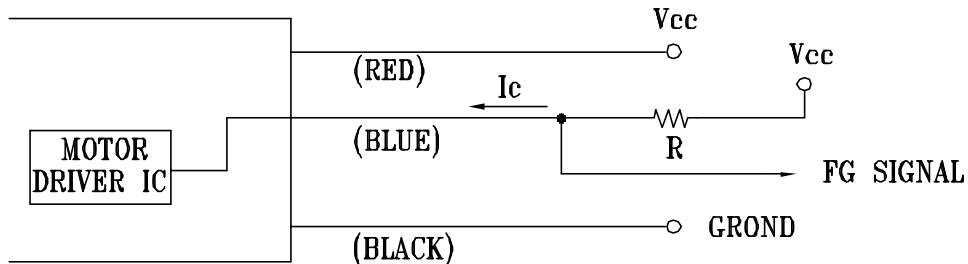 Vcc
Vcc
(RED)
Ic
(BLUE)
R
MOTOR
DRIVER IC
FG SIGNAL
GROND
(BLACK)